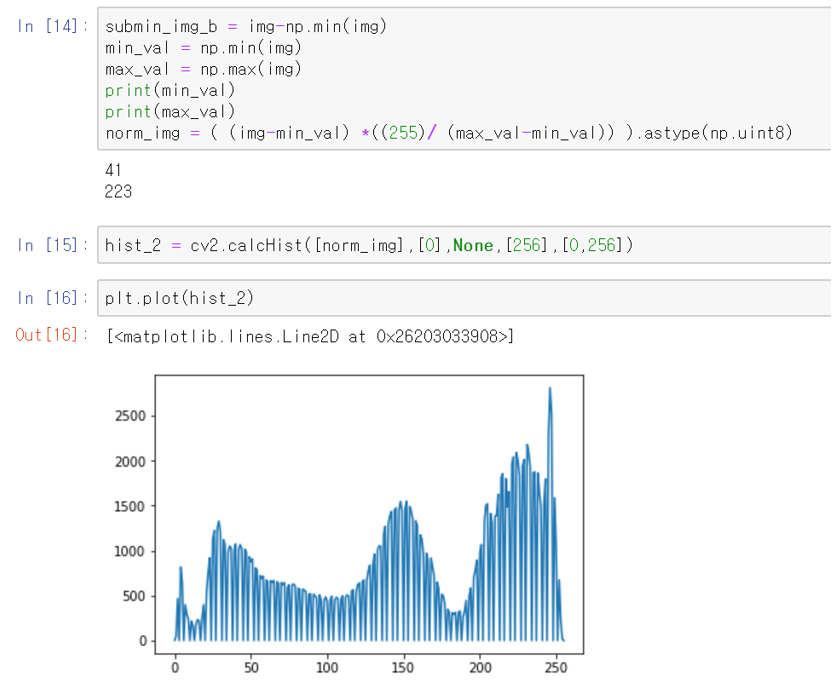 In [14]: submin_img_b = img-np.min(img)
min_val = np.min(img)
max_val = np.max(img)
print(min_val)
print(max_val)
norm_img = ( (img-min_val) *((255)/ (max_val-min_val)) ).astype(np.uint8)
41
223
In [15]: hist_2 = cv2.calcHist([norm_img],[0],None,[256],[0,256])
In [16]: plt.plot(hist_2)
Out[16]: [<matplotlib.lines.Line2D at 0x26203033908>]
2500
2000
1500
1000
500
0
0 50 100 150 200 250